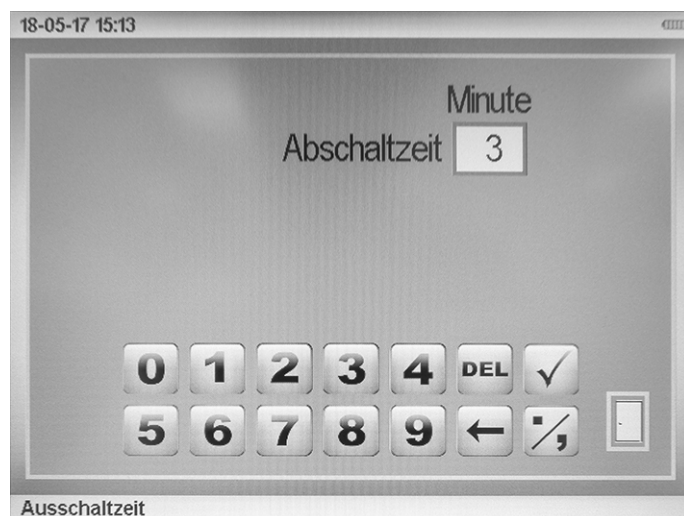 18-05-17 15:13
Minute
Abschaltzeit 3
0 1 2 3 4 DEL ✓
5 6 7 8 9 ← ./,
Ausschaltzeit